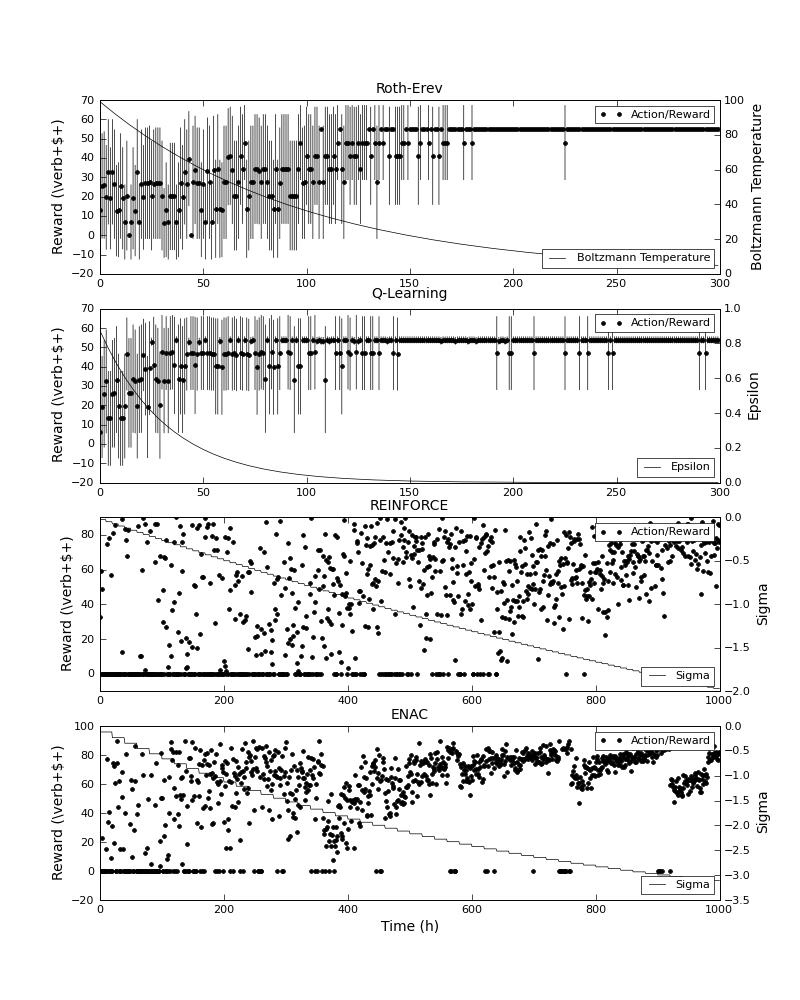 Roth-Erev
70 60 50 40 30 20 10 0 −10 −20
Reward (\verb+$+)
Action/Reward
Boltzmann Temperature
100 80 60 40 20 0
Boltzmann Temperature
0 50 100 150 200 250 300
Q-Learning
70 60 50 40 30 20 10 0 −10 −20
Reward (\verb+$+)
Action/Reward
Epsilon
1.0 0.8 0.6 0.4 0.2 0.0
Epsilon
0 50 100 150 200 250 300
REINFORCE
80 60 40 20 0
Reward (\verb+$+)
Action/Reward
Sigma
0.0 −0.5 −1.0 −1.5 −2.0
Sigma
0 200 400 600 800 1000
ENAC
100 80 60 40 20 0 −20
Reward (\verb+$+)
Action/Reward
Sigma
0.0 −0.5 −1.0 −1.5 −2.0 −2.5 −3.0 −3.5
Sigma
0 200 400 600 800 1000
Time (h)